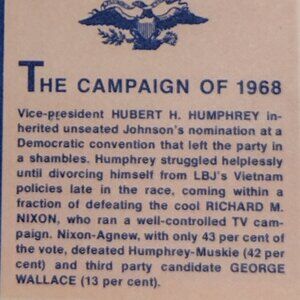 THE CAMPAIGN OF 1968
Vice-president HUBERT H. HUMPHREY in-
herited unseated Johnson's nomination at a
Democratic convention that left the party in
a shambles. Humphrey struggled helplessly
until divorcing himself from LBJ's Vietnam
policies late in the race, coming within a
fraction of defeating the cool RICHARD M.
NIXON, who ran a well-controlled TV cam-
paign. Nixon-Agnew, with only 43 per cent of
the vote, defeated Humphrey-Muskie (42 per
cent) and third party candidate GEORGE
WALLACE (13 per cent).